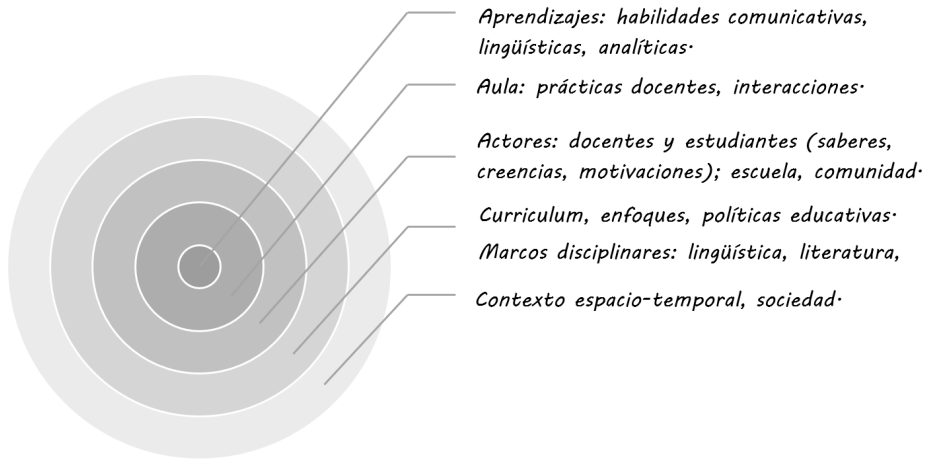 Aprendizajes: habilidades comunicativas,
lingüísticas, analíticas.
Aula: prácticas docentes, interacciones.
Actores: docentes y estudiantes (saberes,
creencias, motivaciones); escuela, comunidad.
Curriculum, enfoques, políticas educativas.
Marcos disciplinares: lingüística, literatura,
Contexto espacio-temporal, sociedad.